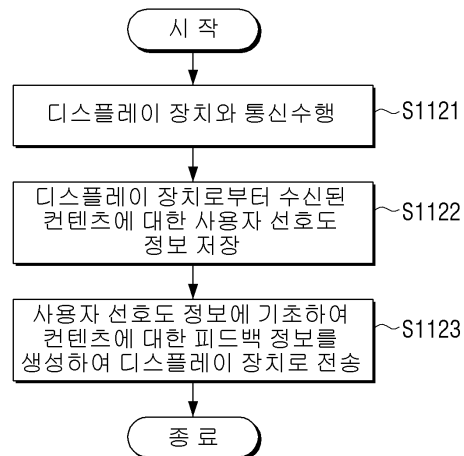 시 작
디스플레이 장치와 통신수행
S1121
디스플레이 장치로부터 수신된
컨텐츠에 대한 사용자 선호도
정보 저장
S1122
사용자 선호도 정보에 기초하여
컨텐츠에 대한 피드백 정보를
생성하여 디스플레이 장치로 전송
S1123
종 료